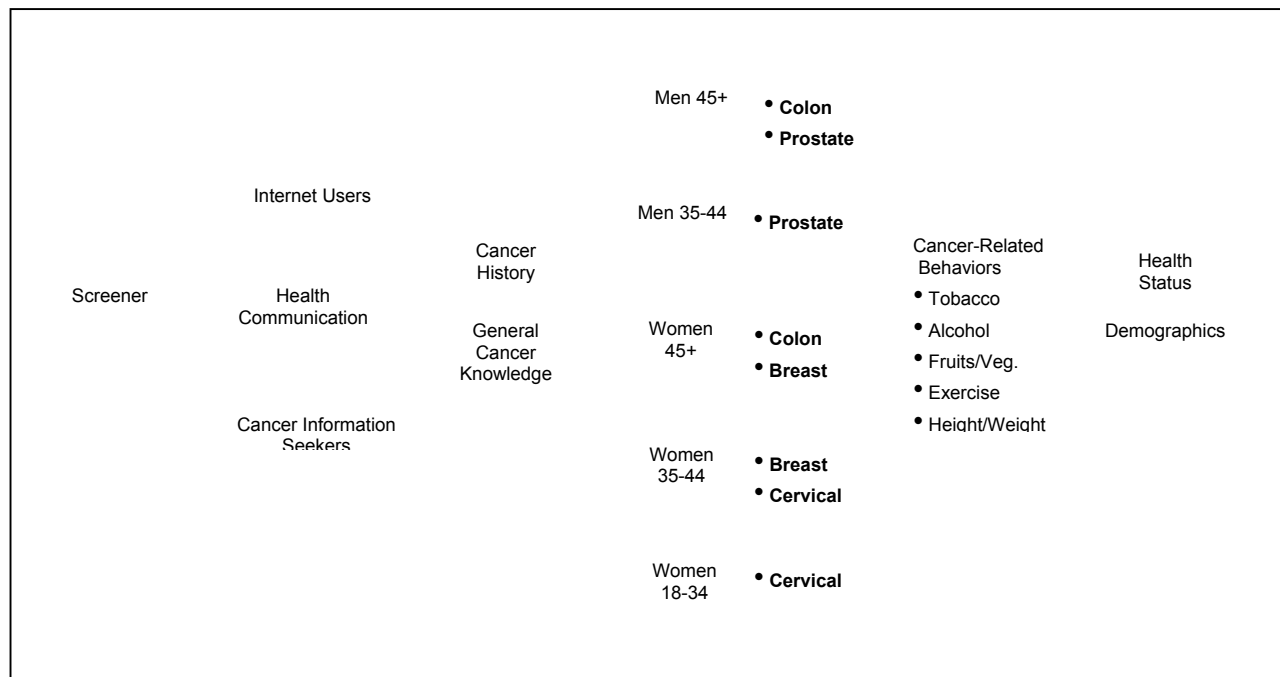 Screener
Internet Users
Health
Communication
Cancer Information
Seekers
Cancer
History
General
Cancer
Knowledge
Men 45+
• Colon
• Prostate
Men 35-44
• Prostate
Women
45+
• Colon
• Breast
Women
35-44
• Breast
• Cervical
Women
18-34
• Cervical
Cancer-Related
Behaviors
• Tobacco
• Alcohol
• Fruits/Veg.
• Exercise
• Height/Weight
Health
Status
Demographics